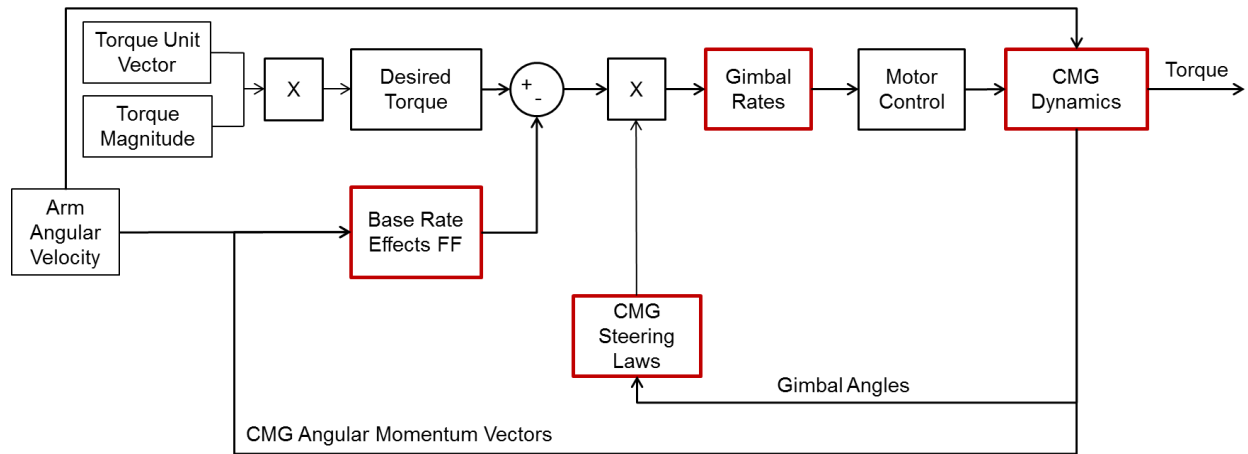 Torque Unit
Vector
Torque
Magnitude
X
Desired
Torque
+
-
X
Gimbal
Rates
Motor
Control
CMG
Dynamics
Torque
Arm
Angular
Velocity
Base Rate
Effects FF
CMG
Steering
Laws
Gimbal Angles
CMG Angular Momentum Vectors